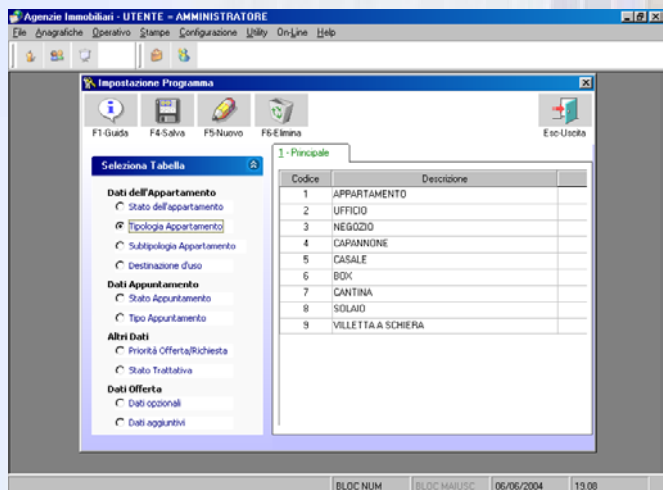 Agenzie Immobiliari - UTENTE = AMMINISTRATORE
File Anagrafiche Operativo Stampe Configurazione Utility On-Line Help
Impostazione Programma
F1-Guida F4-Salva F5-Nuovo F6-Elimina Esc-Uscita
Seleziona Tabella
Dati dell'Appartamento
Stato dell'appartamento
Tipologia Appartamento
Subtipologia Appartamento
Destinazione d'uso
Dati Appuntamento
Stato Appuntamento
Tipo Appuntamento
Altri Dati
Priorità Offerta/Richiesta
Stato Trattativa
Dati Offerta
Dati opzionali
Dati aggiuntivi
1 - Principale
Codice Descrizione
1 APPARTAMENTO
2 UFFICIO
3 NEGOZIO
4 CAPANNONE
5 CASALE
6 BOX
7 CANTINA
8 SOLAIO
9 VILLETTA A SCHIERA
BLOC NUM BLOC MAIUSC 06/06/2004 19.08